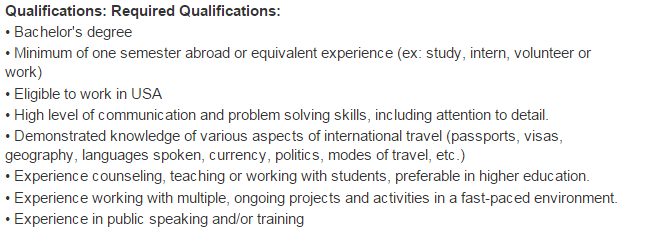 Qualifications: Required Qualifications:
• Bachelor's degree
• Minimum of one semester abroad or equivalent experience (ex: study, intern, volunteer or
work)
• Eligible to work in USA
• High level of communication and problem solving skills, including attention to detail.
• Demonstrated knowledge of various aspects of international travel (passports, visas,
geography, languages spoken, currency, politics, modes of travel, etc.)
• Experience counseling, teaching or working with students, preferable in higher education.
• Experience working with multiple, ongoing projects and activities in a fast-paced environment.
• Experience in public speaking and/or training